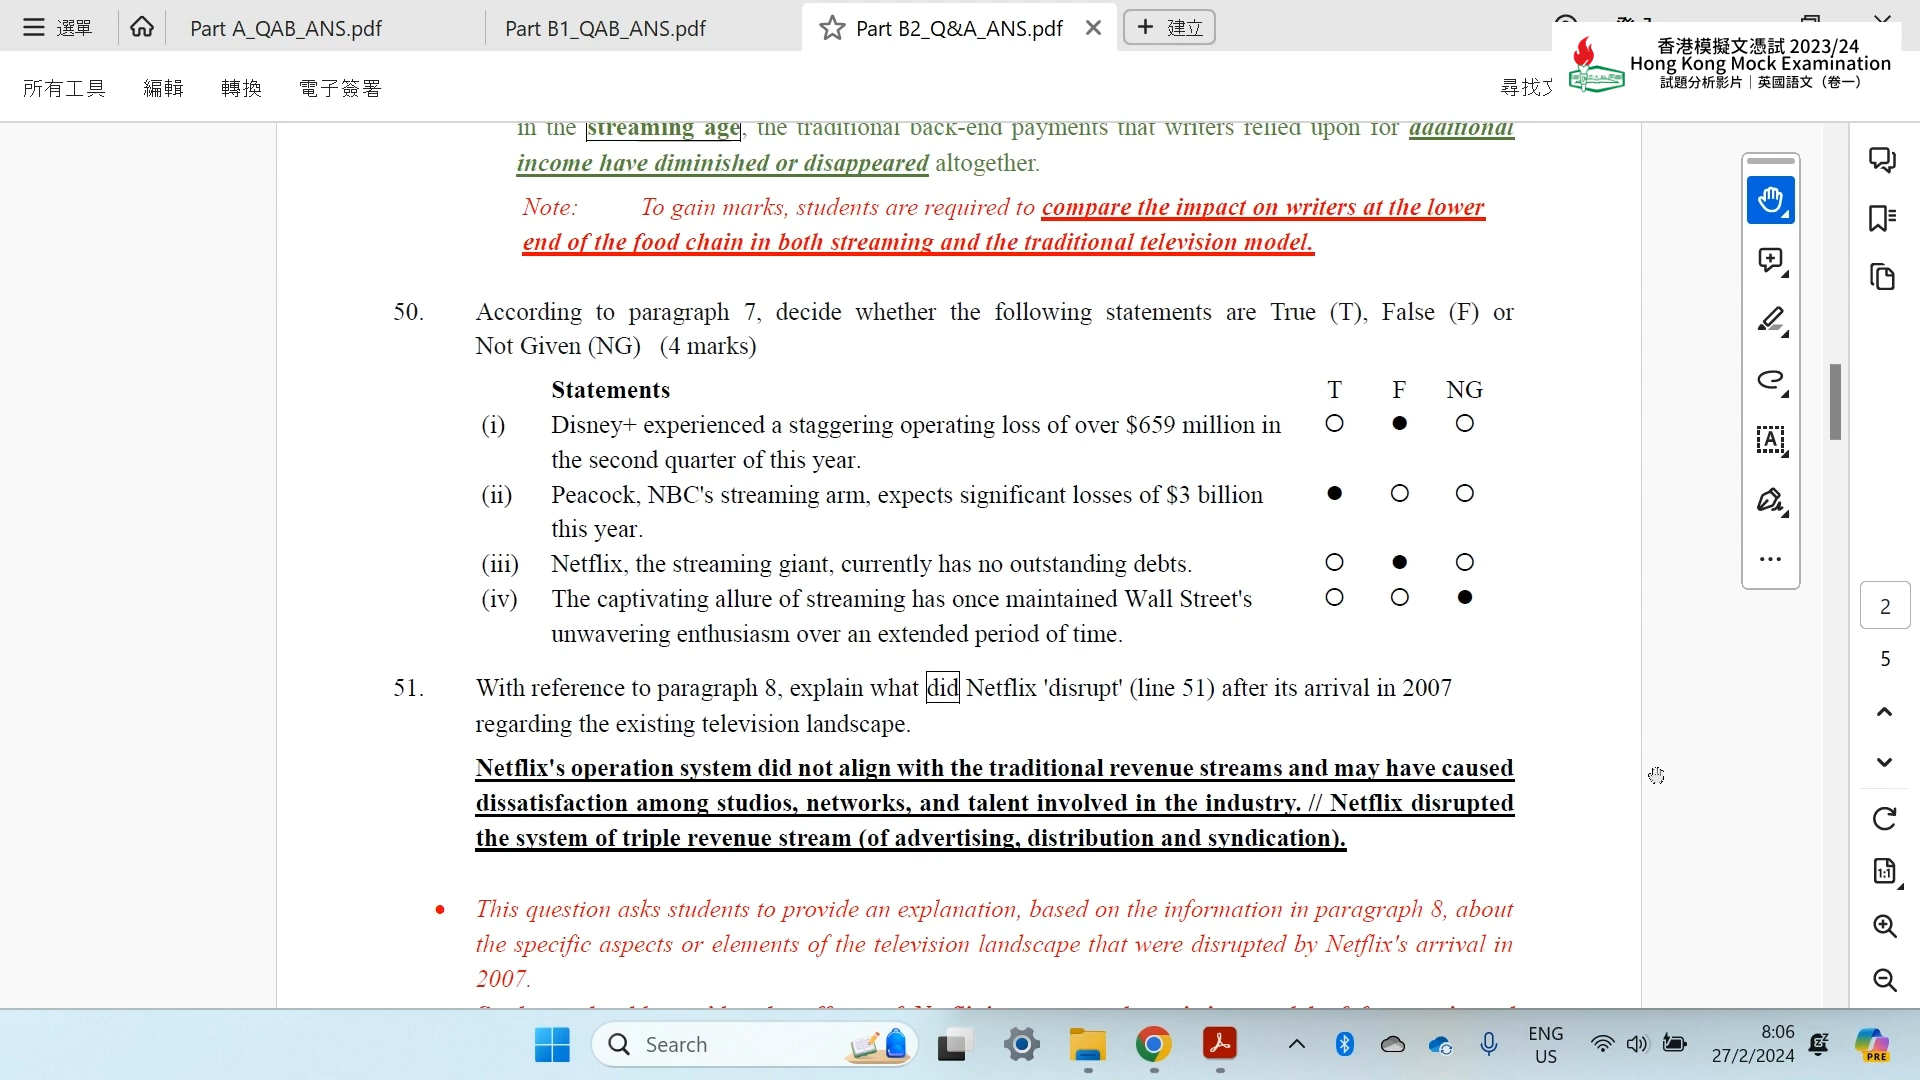 選單
Part A_QAB_ANS.pdf
Part B1_QAB_ANS.pdf
Part B2_Q&A_ANS.pdf
建立
香港模擬文憑試 2023/24
Hong Kong Mock Examination
試題分析影片｜英國語文（卷一）
所有工具
編輯
轉換
電子簽署
尋找文
in the streaming age, the traditional back-end payments that writers relied upon for additional
income have diminished or disappeared altogether.
Note: To gain marks, students are required to compare the impact on writers at the lower
end of the food chain in both streaming and the traditional television model.
50. According to paragraph 7, decide whether the following statements are True (T), False (F) or
Not Given (NG) (4 marks)
Statements T F NG
(i) Disney+ experienced a staggering operating loss of over $659 million in
the second quarter of this year.
(ii) Peacock, NBC's streaming arm, expects significant losses of $3 billion
this year.
(iii) Netflix, the streaming giant, currently has no outstanding debts.
(iv) The captivating allure of streaming has once maintained Wall Street's
unwavering enthusiasm over an extended period of time.
51. With reference to paragraph 8, explain what did Netflix 'disrupt' (line 51) after its arrival in 2007
regarding the existing television landscape.
Netflix's operation system did not align with the traditional revenue streams and may have caused
dissatisfaction among studios, networks, and talent involved in the industry. // Netflix disrupted
the system of triple revenue stream (of advertising, distribution and syndication).
• This question asks students to provide an explanation, based on the information in paragraph 8, about
the specific aspects or elements of the television landscape that were disrupted by Netflix's arrival in
2007.
2
5
1:1
Search
ENG
US
8:06
27/2/2024
PRE